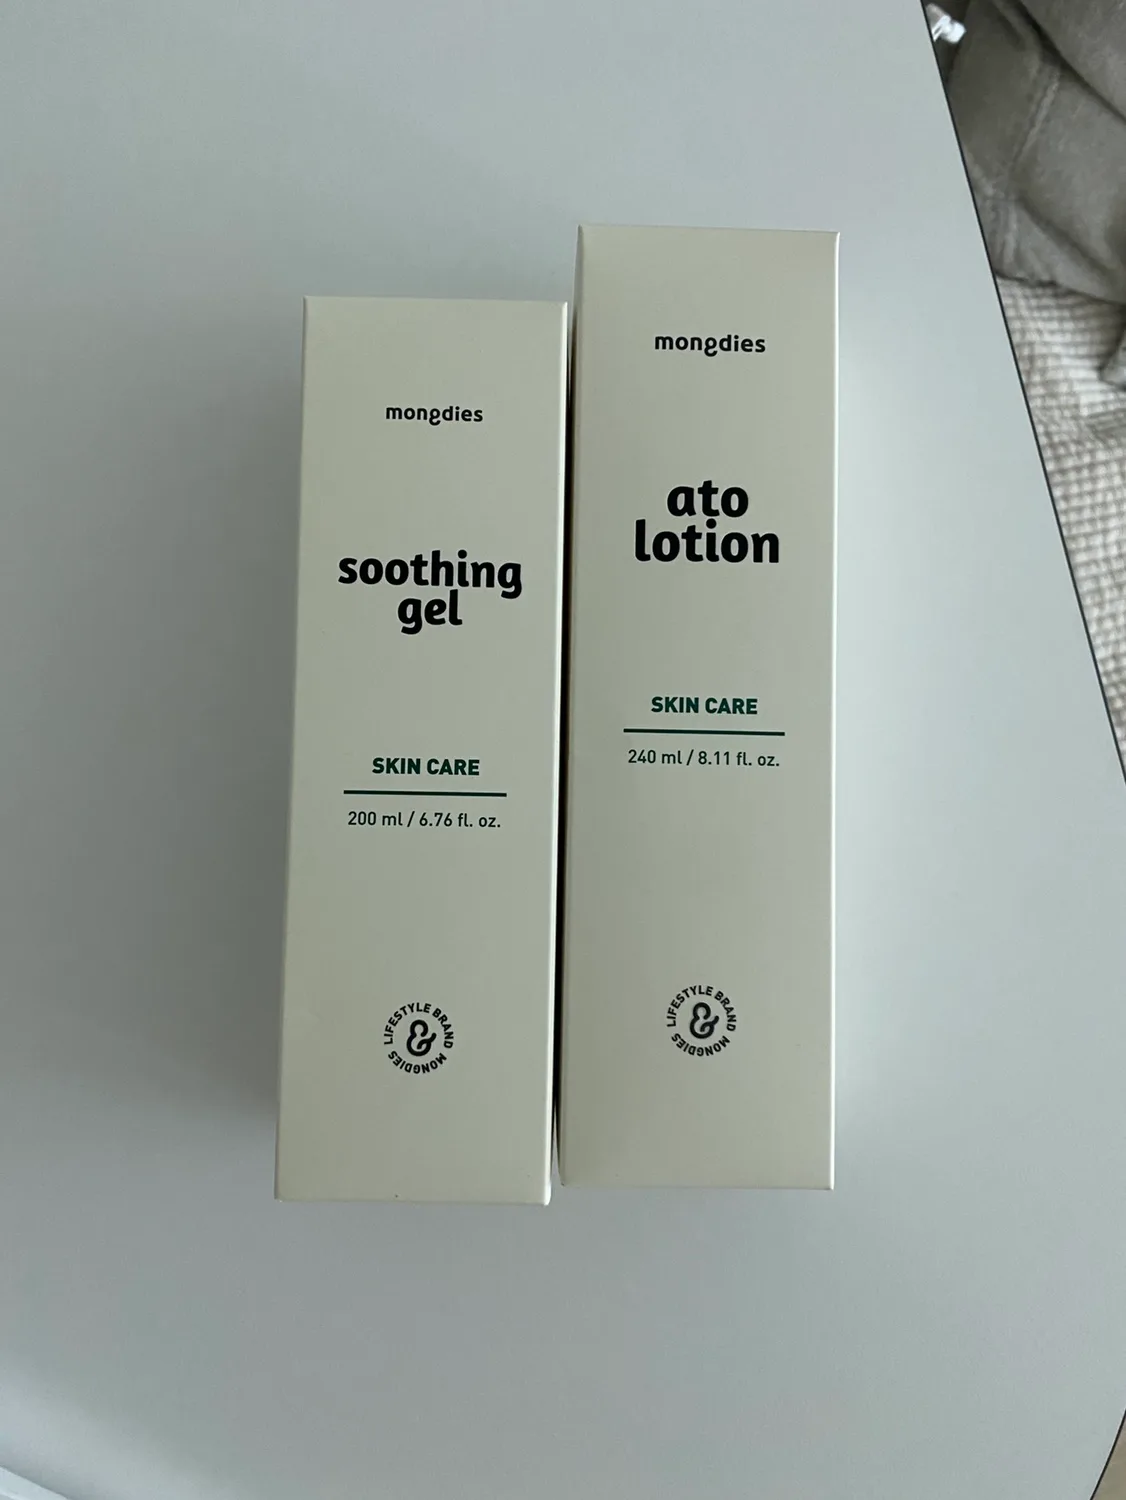 mongdies
soothing
gel
SKIN CARE
200 ml / 6.76 fl. oz.
LIFESTYLE BRAND MONGDIES
&
mongdies
ato
lotion
SKIN CARE
240 ml / 8.11 fl. oz.
LIFESTYLE BRAND MONGDIES
&